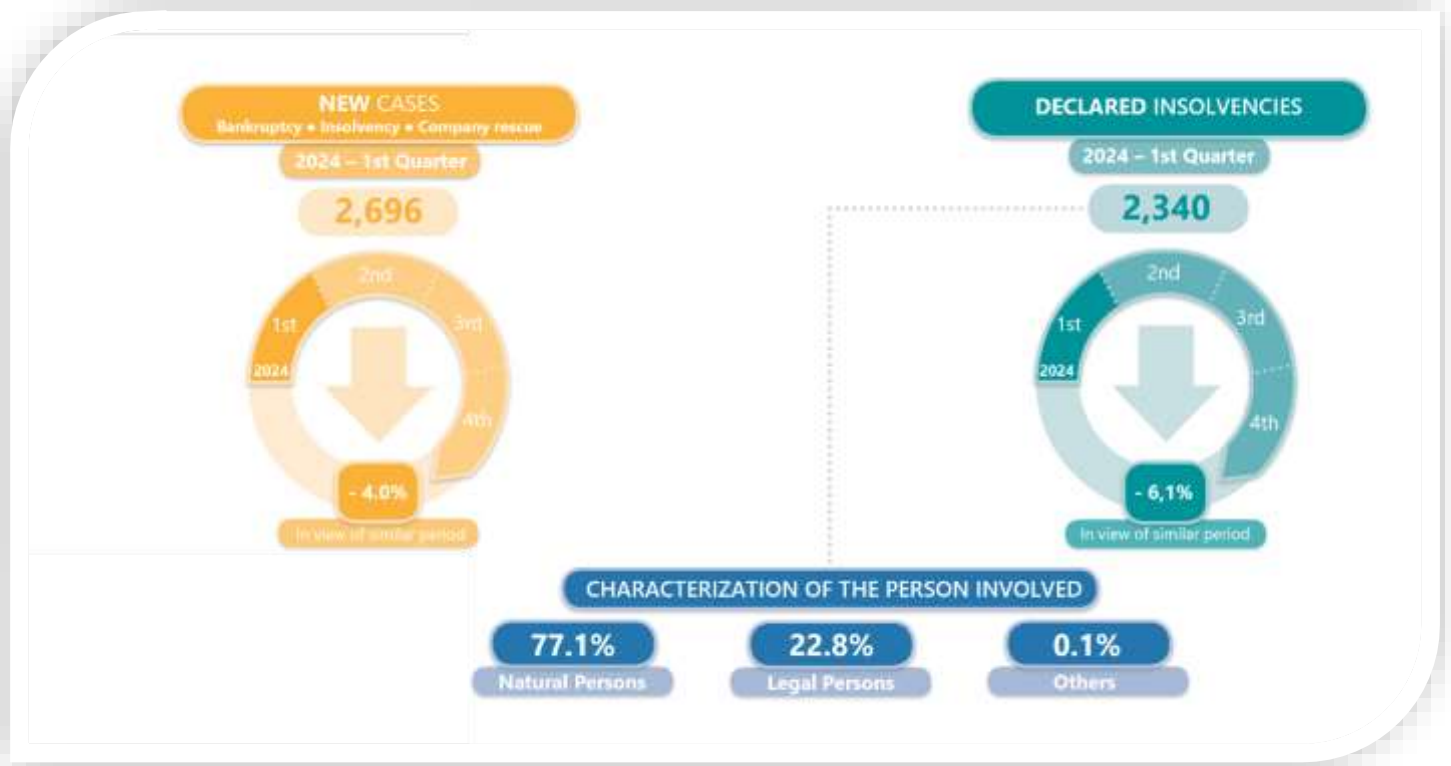 NEW CASES
Bankruptcy • Insolvency • Company rescue
2024 – 1st Quarter
2,696
2nd
1st
3rd
2024
4th
- 4.0%
In view of similar period
DECLARED INSOLVENCIES
2024 – 1st Quarter
2,340
2nd
1st
3rd
2024
4th
- 6,1%
In view of similar period
CHARACTERIZATION OF THE PERSON INVOLVED
77.1%
Natural Persons
22.8%
Legal Persons
0.1%
Others